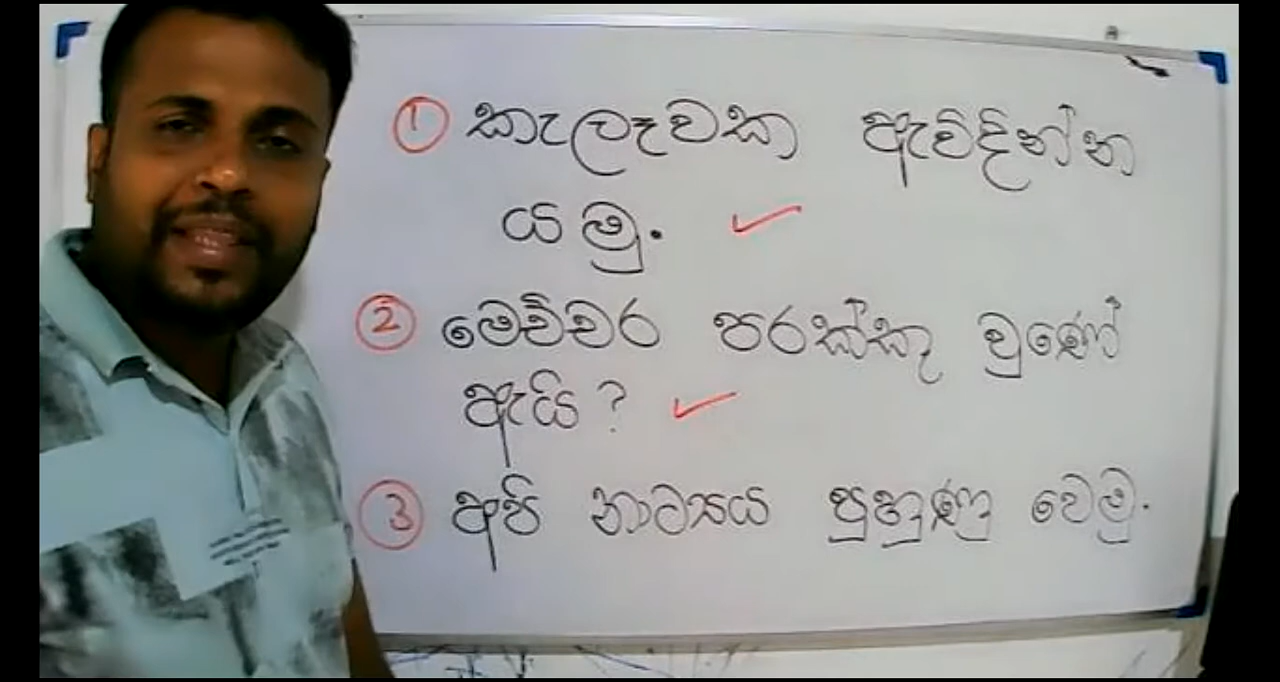 ① කැලෑවක ඇවිදින්න
යමු.
② මෙච්චර පරක්කු වුණේ
ඇයි?
③ අපි නාට්‍යය පුහුණු වෙමු.